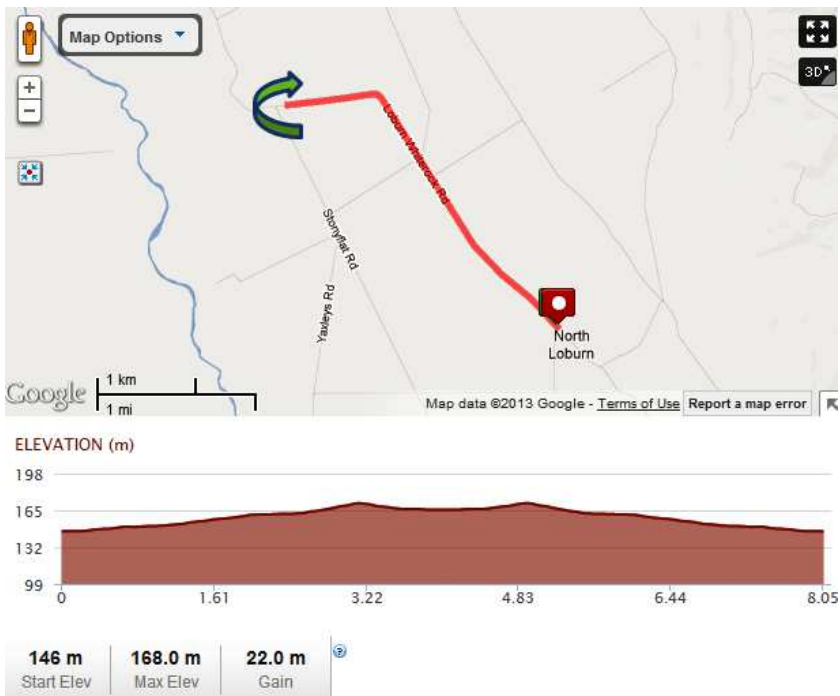 Map Options
3D
Loburn Whiterock Rd
Stonyflat Rd
Yaxleys Rd
North
Loburn
Google
1 km
1 mi
Map data ©2013 Google - Terms of Use
Report a map error
ELEVATION (m)
198
165
132
99
0
1.61
3.22
4.83
6.44
8.05
146 m
168.0 m
22.0 m
?
Start Elev
Max Elev
Gain